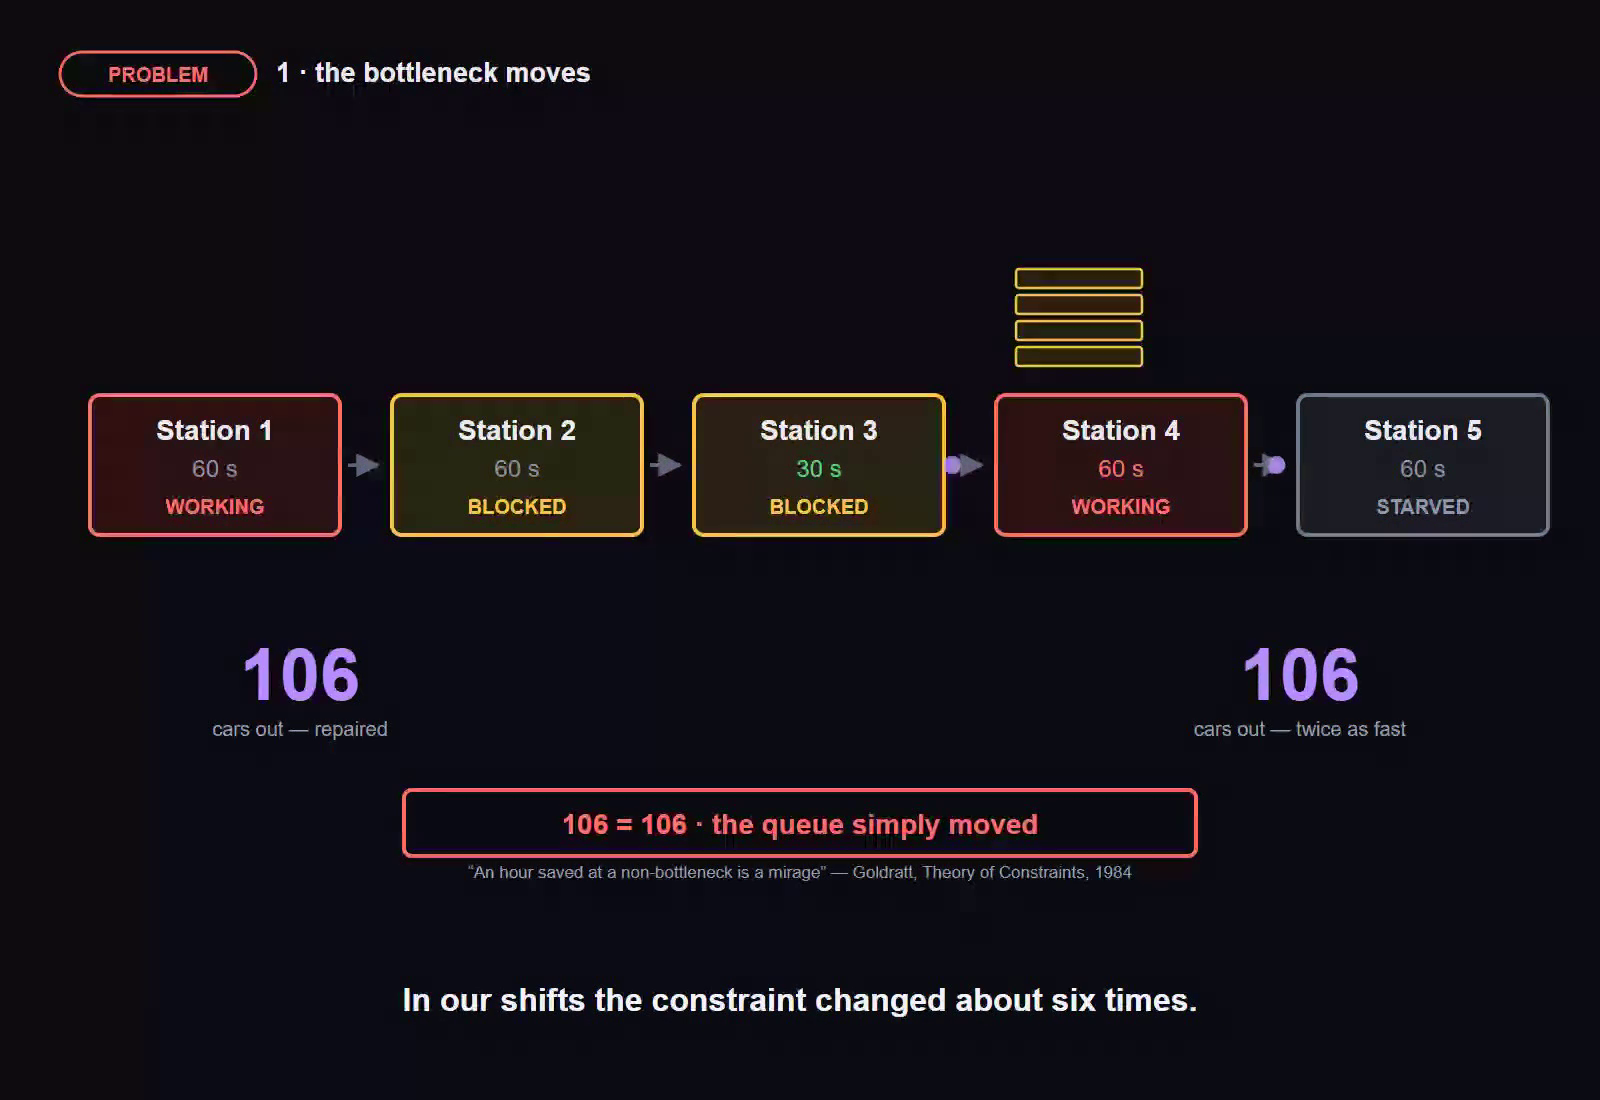 PROBLEM
1 · the bottleneck moves
Station 1
60 s
WORKING
Station 2
60 s
BLOCKED
Station 3
30 s
BLOCKED
Station 4
60 s
WORKING
Station 5
60 s
STARVED
106
cars out — repaired
106
cars out — twice as fast
106 = 106 · the queue simply moved
“An hour saved at a non-bottleneck is a mirage” — Goldratt, Theory of Constraints, 1984
In our shifts the constraint changed about six times.